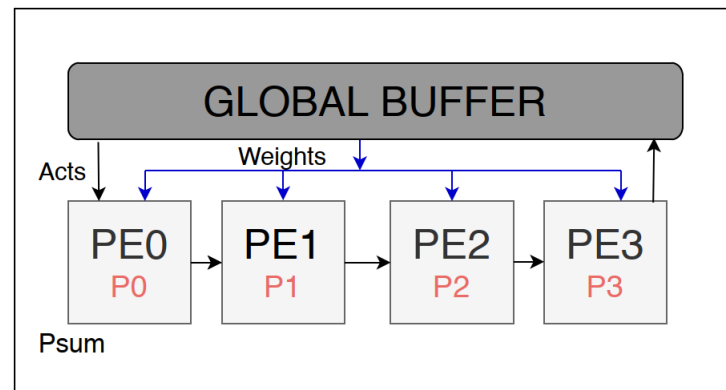 GLOBAL BUFFER
Acts
Weights
PE0 PE1 PE2 PE3
P0 P1 P2 P3
Psum